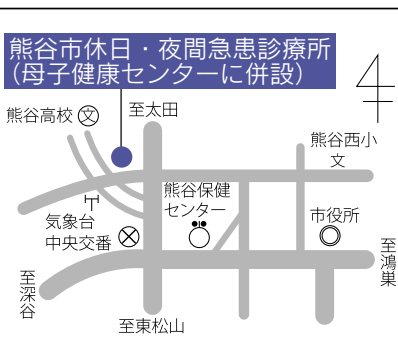 熊谷市休日・夜間急患診療所
（母子健康センターに併設）
熊谷高校 文
至太田
熊谷西小
文
熊谷保健
センター
気象台
中央交番
市役所
至鴻巣
至深谷
至東松山